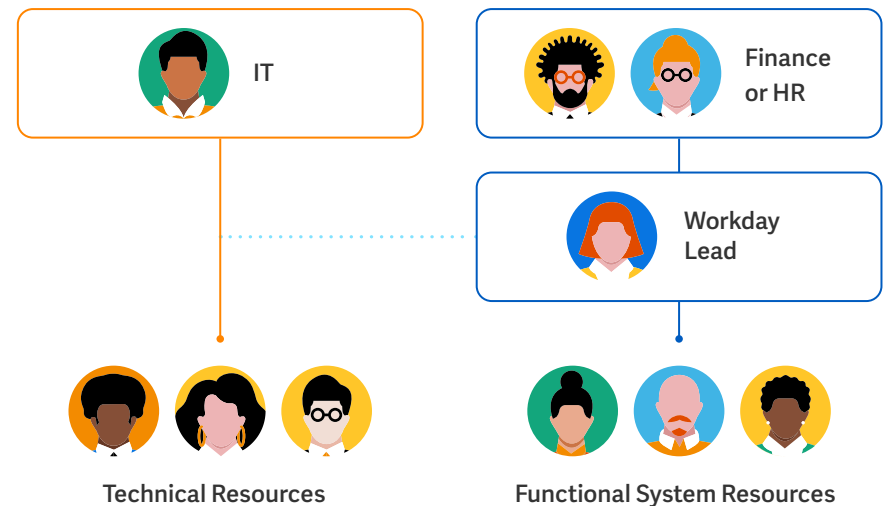 IT
Finance
or HR
Workday
Lead
Technical Resources
Functional System Resources